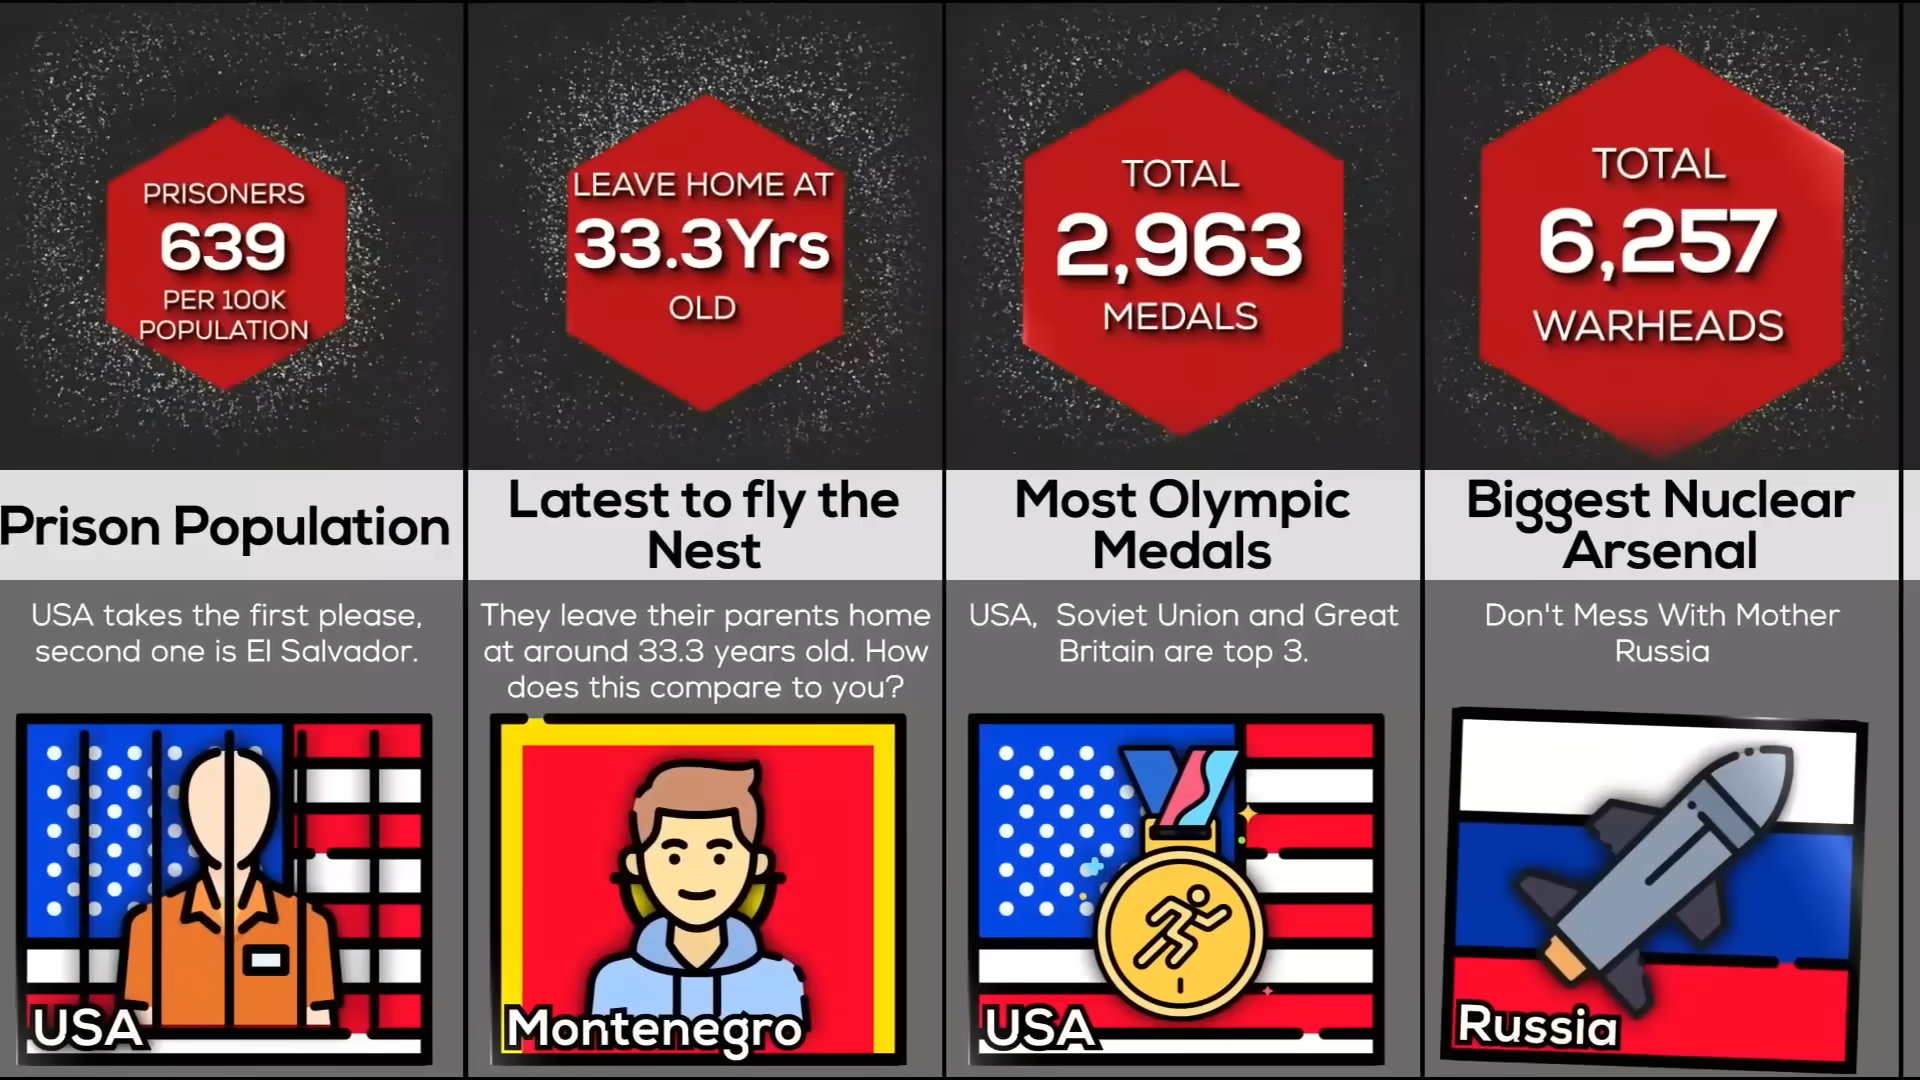 PRISONERS
639
PER 100K
POPULATION
Prison Population
USA takes the first please,
second one is El Salvador.
USA
LEAVE HOME AT
33.3Yrs
OLD
Latest to fly the
Nest
They leave their parents home
at around 33.3 years old. How
does this compare to you?
Montenegro
TOTAL
2,963
MEDALS
Most Olympic
Medals
USA,  Soviet Union and Great
Britain are top 3.
USA
TOTAL
6,257
WARHEADS
Biggest Nuclear
Arsenal
Don't Mess With Mother
Russia
Russia